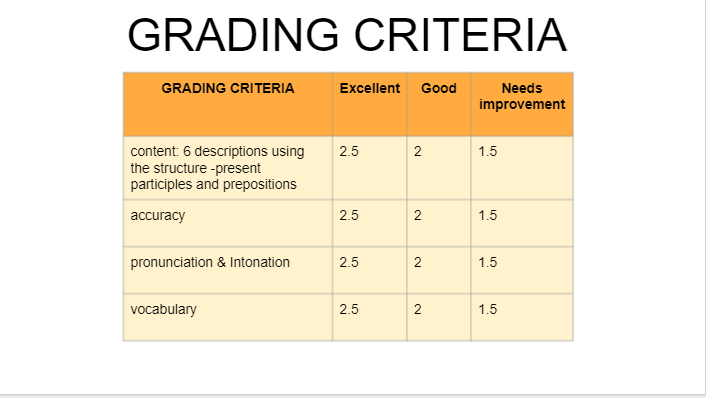 GRADING CRITERIA
GRADING CRITERIA Excellent Good Needs
improvement
content: 6 descriptions using 2.5 2 1.5
the structure -present
participles and prepositions
accuracy 2.5 2 1.5
pronunciation & Intonation 2.5 2 1.5
vocabulary 2.5 2 1.5